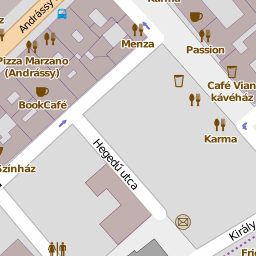 Karma
Andrássy
Menza
Passion
Pizza Marzano
(Andrássy)
BookCafé
Café Vian
kávéház
Karma
Hegedű utca
Színház
Király